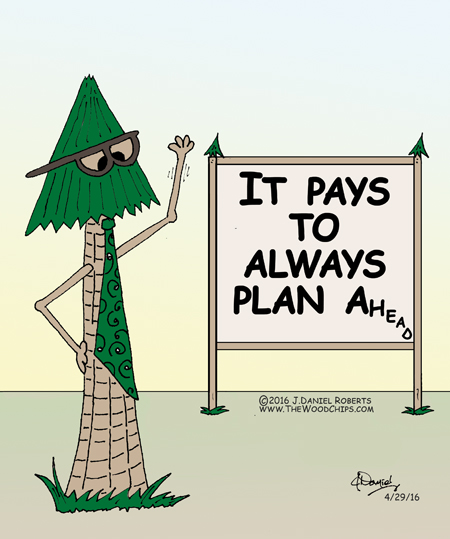 IT PAYS
TO
ALWAYS
PLAN AHEAD
©2016 J.DANIEL ROBERTS
WWW.THEWOODCHIPS.COM
JDaniel
4/29/16